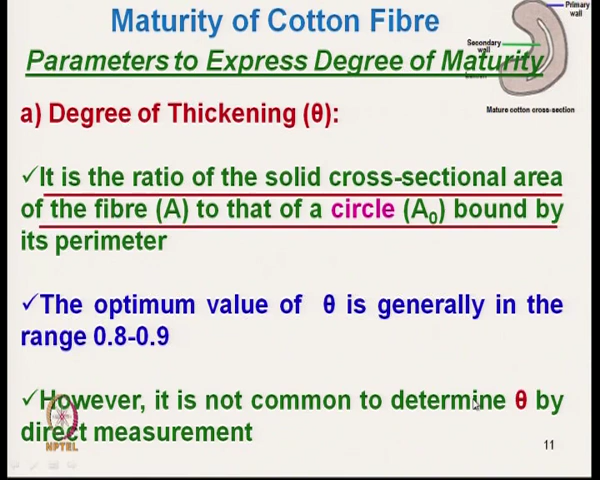 Maturity of Cotton Fibre
Primary
wall
Secondary
wall
Parameters to Express Degree of Maturity
Mature cotton cross-section
a) Degree of Thickening (θ):
✓It is the ratio of the solid cross-sectional area
of the fibre (A) to that of a circle (A₀) bound by
its perimeter
✓The optimum value of θ is generally in the
range 0.8-0.9
✓However, it is not common to determine θ by
direct measurement
NPTEL
11